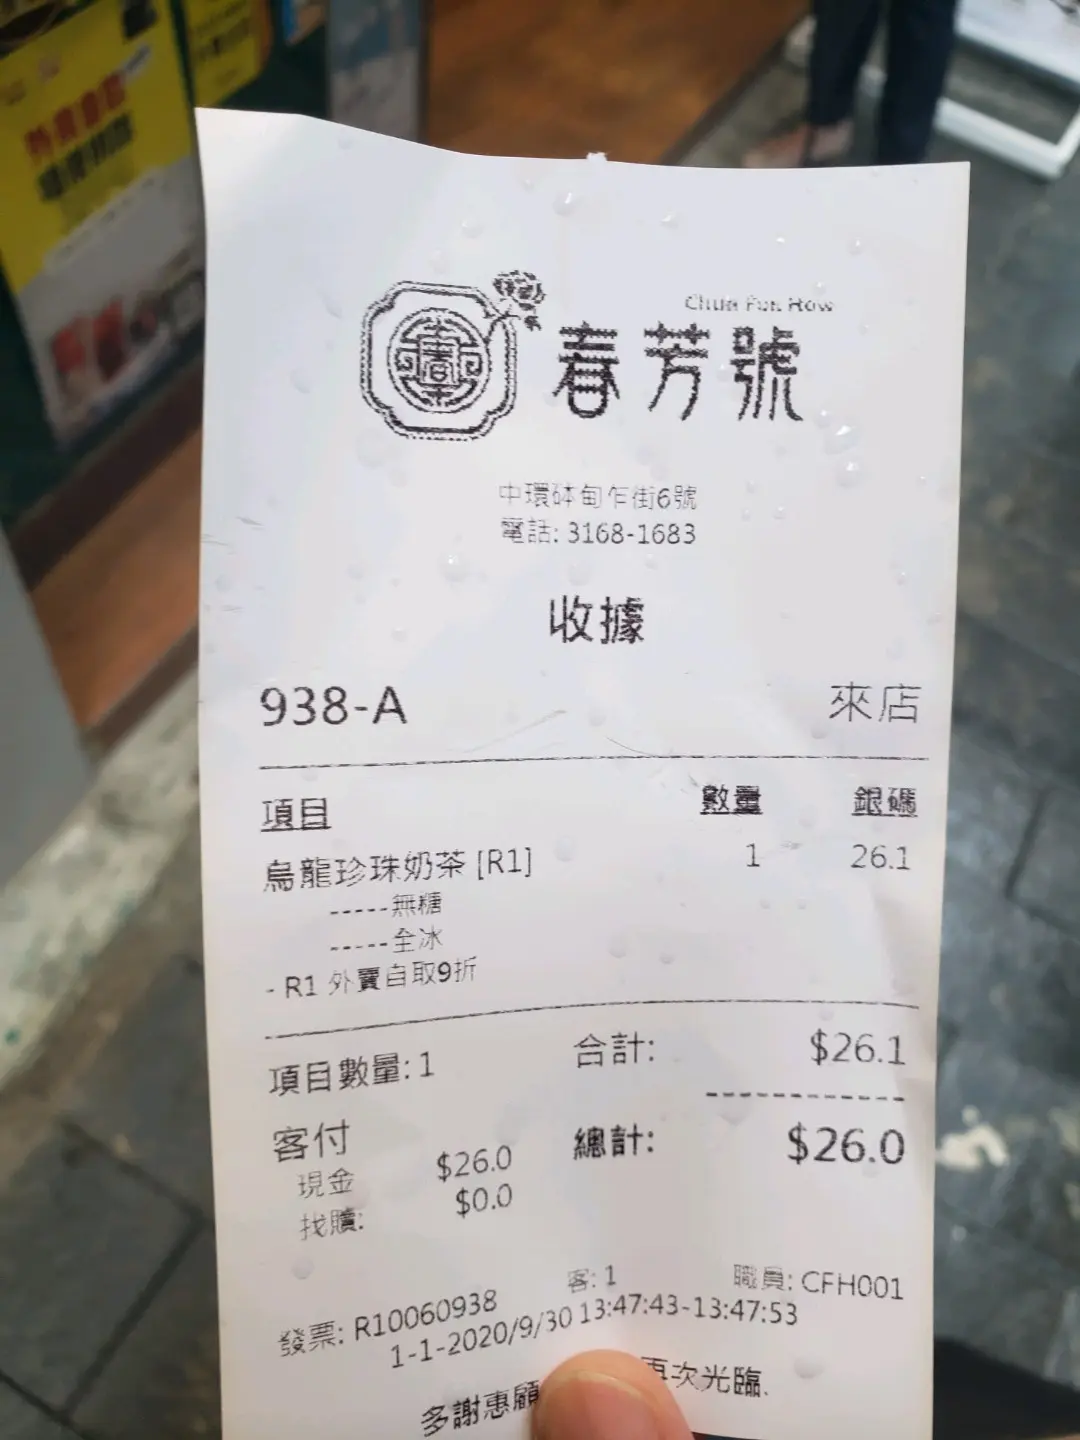 Chun Fun How
春芳號
中環砵甸乍街6號
電話: 3168-1683
收據
938-A 來店
項目 數量 銀碼
烏龍珍珠奶茶 [R1] 1 26.1
-----無糖
-----全冰
- R1 外賣自取9折
項目數量: 1 合計: $26.1
客付 總計: $26.0
現金 $26.0
找贖: $0.0
客: 1 職員: CFH001
發票: R10060938
1-1-2020/9/30 13:47:43-13:47:53
多謝惠顧 再次光臨.